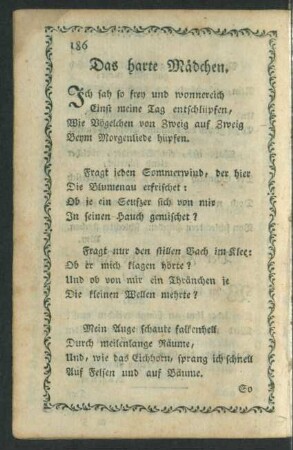 186
Das harte Mädchen.
Ich sah so frey und wonnereich
Einst meine Tag entschlüpfen,
Wie Vögelchen von Zweig auf Zweig
Beym Morgenliede hüpfen.
Fragt jeden Sommerwind, der hier
Die Blumenau erfrischet:
Ob je ein Seufzer sich von mir
In seinen Hauch gemischet?
Fragt nur den stillen Bach im Klee:
Ob er mich klagen hörte?
Und ob von mir ein Thränchen je
Die kleinen Wellen mehrte?
Mein Auge schaute falkenhell
Durch meilenlange Räume,
Und, wie das Eichhorn, sprang ich schnell
Auf Felsen und auf Bäume.
So